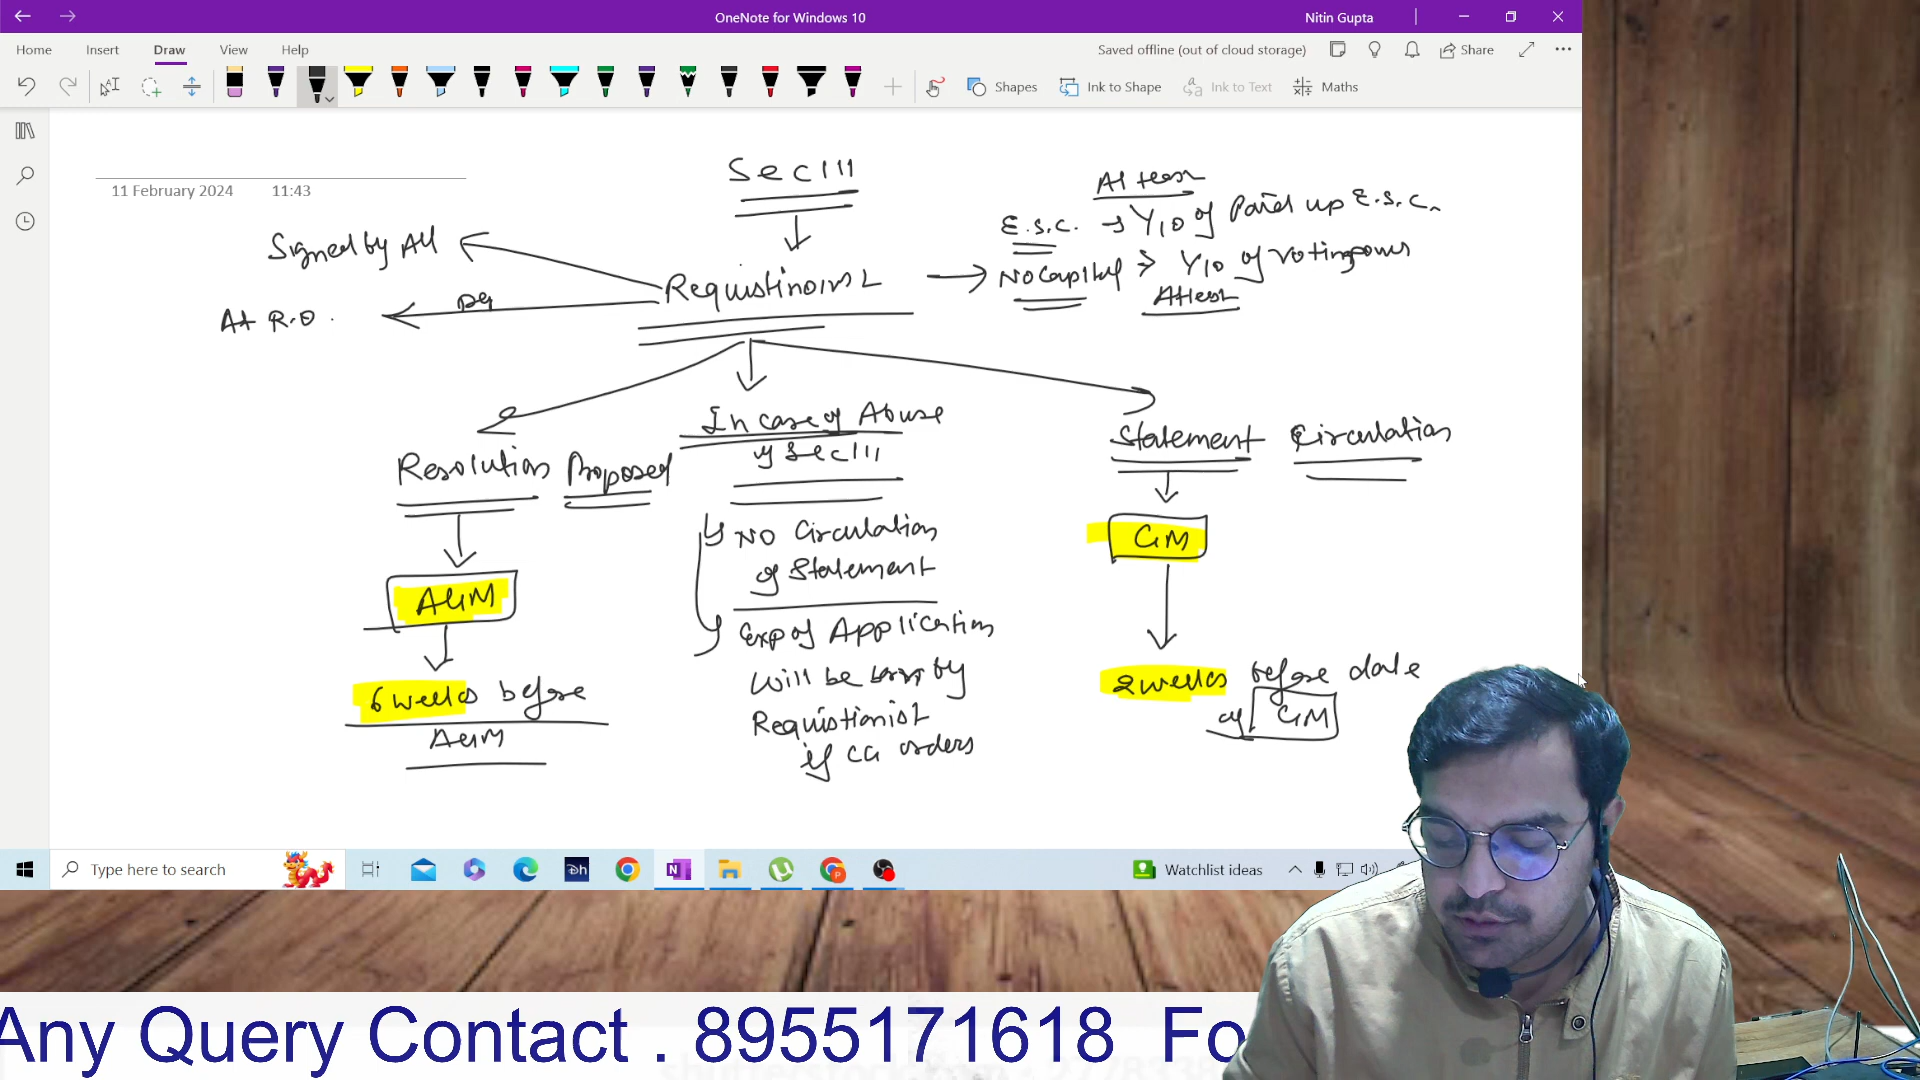 OneNote for Windows 10
Nitin Gupta
Home Insert Draw View Help
Saved offline (out of cloud storage)
Share
Shapes
Ink to Shape
Ink to Text
Maths
11 February 2024 11:43
Sec 111
At least
E.S.C. → 1/10 of Paid up E.S.C.
Signed by All
Requistinoinst
No Capital → 1/10 of voting power
At least
At R.O.
In case of Abuse
of Sec 111
Statement Circulation
Resolution Proposed
GM
No Circulation
of Statement
AGM
Exp of Application
will be born by
Requistionist
if CG orders
6 weeks before
AGM
2 weeks before date
of GM
Type here to search
Dh
Watchlist ideas
Any Query Contact . 8955171618 Fo